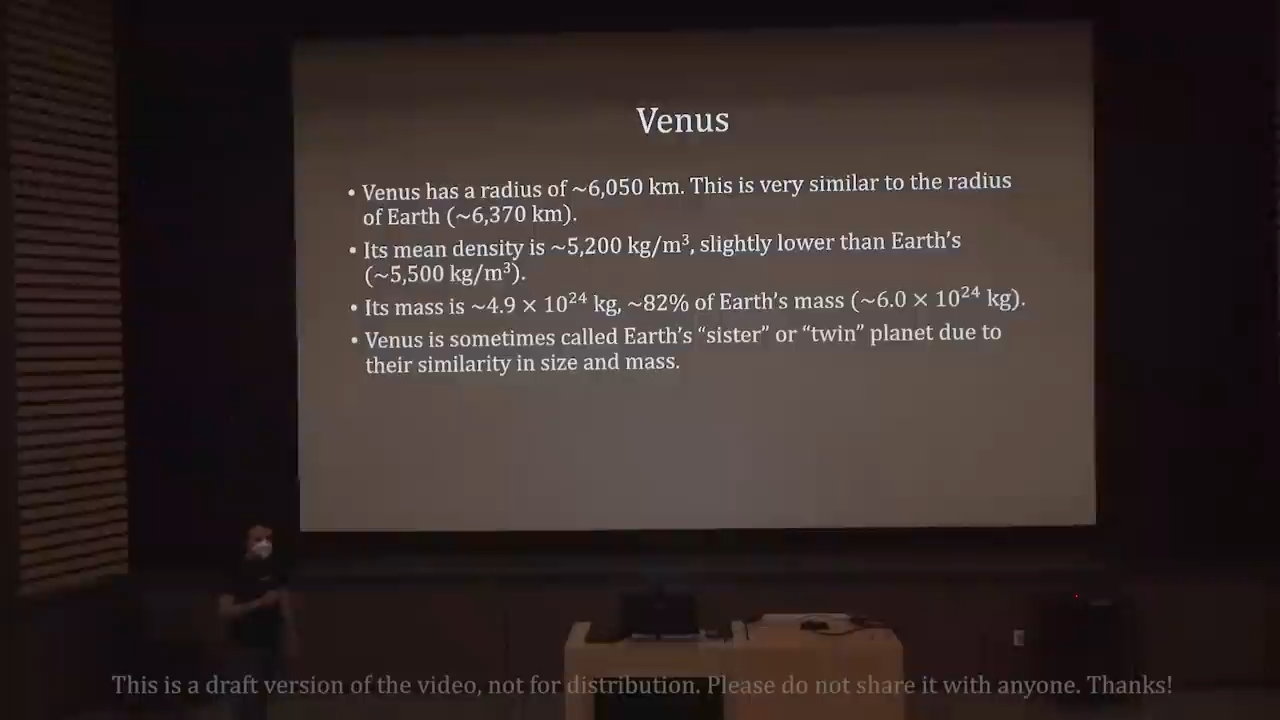 Venus
• Venus has a radius of ~6,050 km. This is very similar to the radius
of Earth (~6,370 km).
• Its mean density is ~5,200 kg/m³, slightly lower than Earth's
(~5,500 kg/m³).
• Its mass is ~4.9 × 10²⁴ kg, ~82% of Earth's mass (~6.0 × 10²⁴ kg).
• Venus is sometimes called Earth's “sister” or “twin” planet due to
their similarity in size and mass.
This is a draft version of the video, not for distribution. Please do not share it with anyone. Thanks!